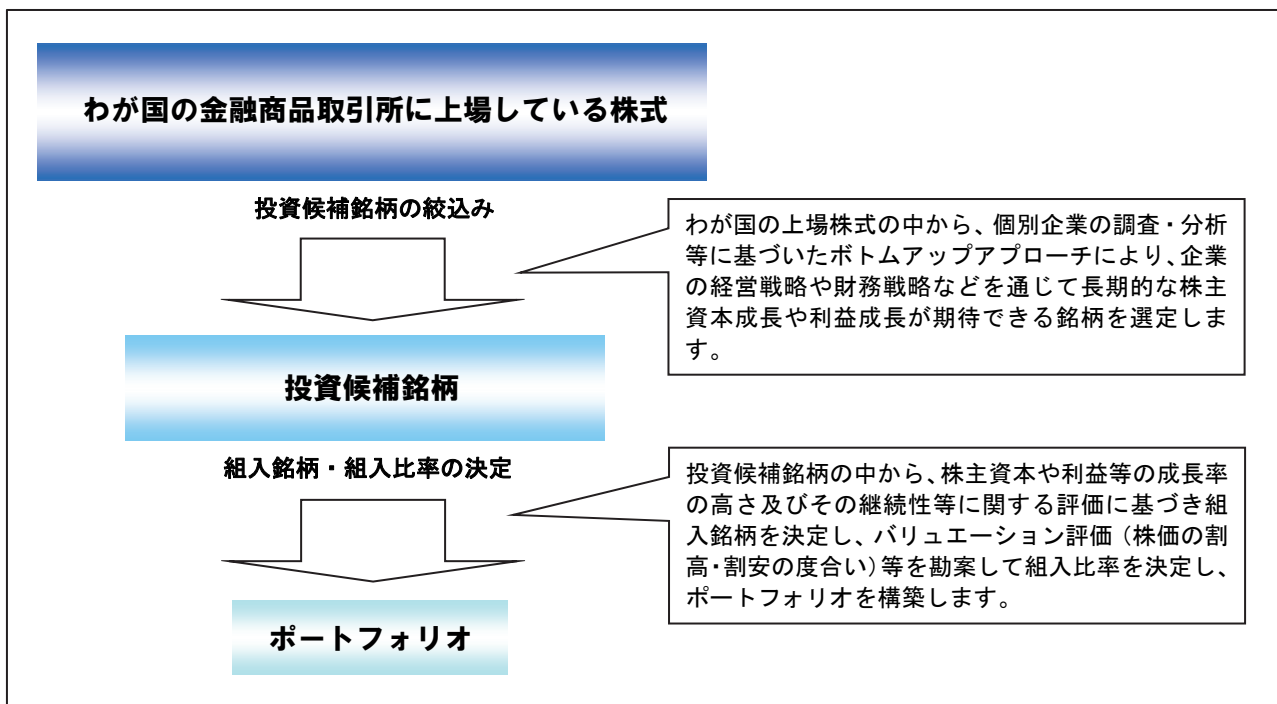 わが国の金融商品取引所に上場している株式
投資候補銘柄の絞込み
わが国の上場株式の中から、個別企業の調査・分析
等に基づいたボトムアップアプローチにより、企業
の経営戦略や財務戦略などを通じて長期的な株主
資本成長や利益成長が期待できる銘柄を選定しま
す。
投資候補銘柄
組入銘柄・組入比率の決定
投資候補銘柄の中から、株主資本や利益等の成長率
の高さ及びその継続性等に関する評価に基づき組
入銘柄を決定し、バリュエーション評価（株価の割
高・割安の度合い）等を勘案して組入比率を決定し、
ポートフォリオを構築します。
ポートフォリオ